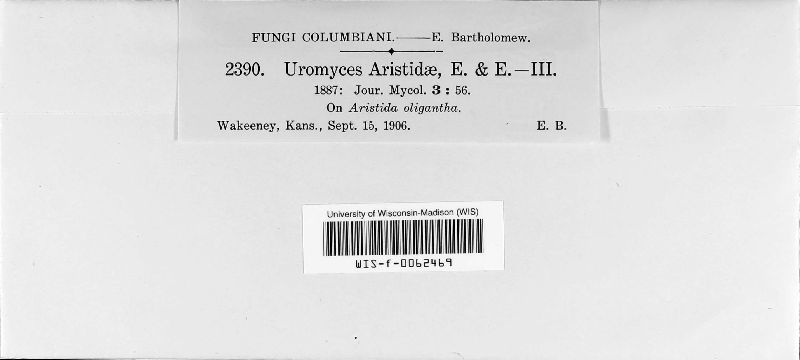 FUNGI COLUMBIANI.——E. Bartholomew.
2390. Uromyces Aristidæ, E. & E.—III.
1887: Jour. Mycol. 3 : 56.
On Aristida oligantha.
Wakeeney, Kans., Sept. 15, 1906. E. B.
University of Wisconsin-Madison (WIS)
WIS-f-0062469